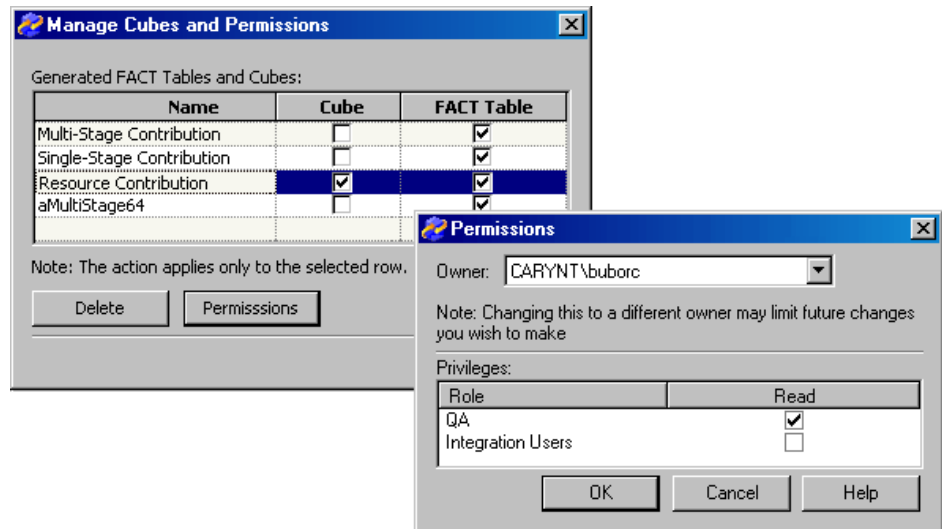 Manage Cubes and Permissions
Generated FACT Tables and Cubes:
Name Cube FACT Table
Multi-Stage Contribution
Single-Stage Contribution
Resource Contribution
aMultiStage64
Note: The action applies only to the selected row.
Delete Permisssions
Permissions
Owner: CARYNT\buborc
Note: Changing this to a different owner may limit future changes
you wish to make
Privileges:
Role Read
QA
Integration Users
OK Cancel Help